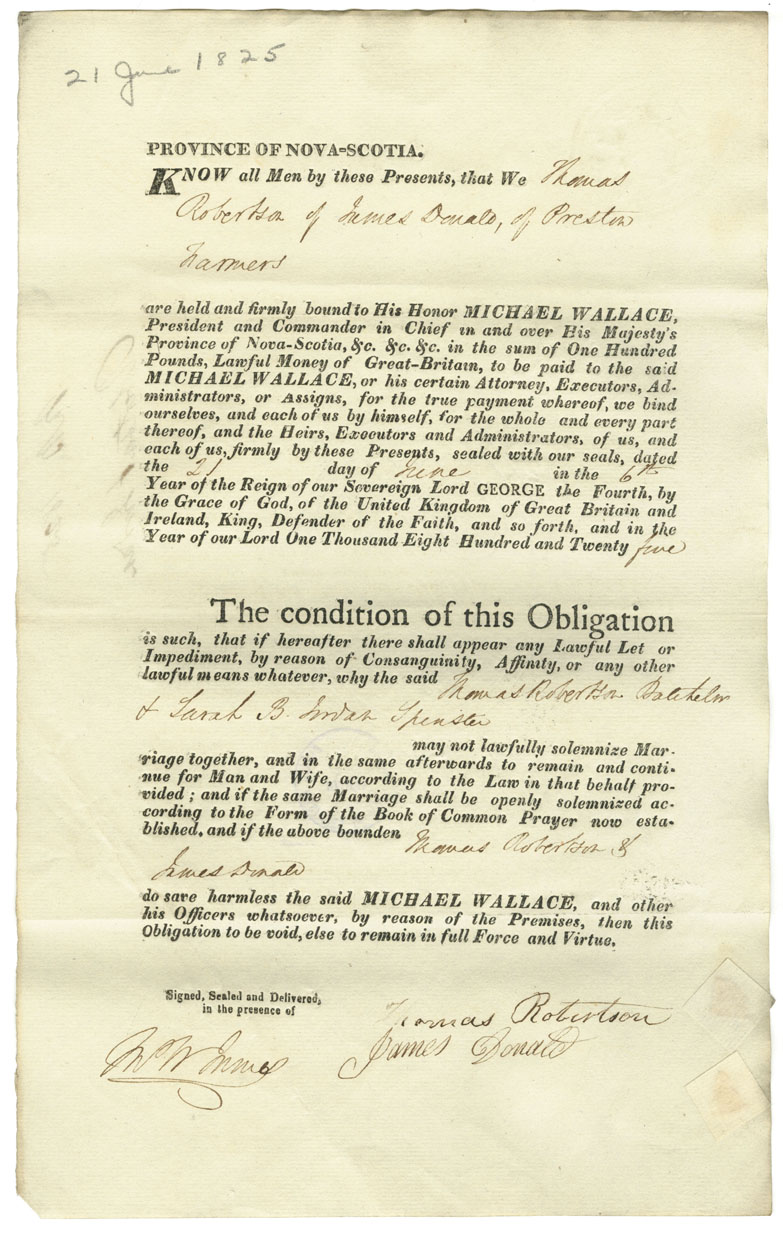 21 June 1825
PROVINCE OF NOVA-SCOTIA.
KNOW all Men by these Presents, that We Thomas
Robertson & James Donald, of Preston
Farmers
are held and firmly bound to His Honor MICHAEL WALLACE,
President and Commander in Chief in and over His Majesty's
Province of Nova-Scotia, &c. &c. &c. in the sum of One Hundred
Pounds, Lawful Money of Great-Britain, to be paid to the said
MICHAEL WALLACE, or his certain Attorney, Executors, Ad-
ministrators, or Assigns, for the true payment whereof, we bind
ourselves, and each of us by himself, for the whole and every part
thereof, and the Heirs, Executors and Administrators, of us, and
each of us, firmly by these Presents, sealed with our seals, dated
the 21 day of June in the 6th
Year of the Reign of our Sovereign Lord GEORGE the Fourth, by
the Grace of God, of the United Kingdom of Great Britain and
Ireland, King, Defender of the Faith, and so forth, and in the
Year of our Lord One Thousand Eight Hundred and Twenty five
The condition of this Obligation
is such, that if hereafter there shall appear any Lawful Let or
Impediment, by reason of Consanguinity, Affinity, or any other
lawful means whatever, why the said Thomas Robertson Batchelor
& Sarah B. Jordan Spinster
may not lawfully solemnize Mar-
riage together, and in the same afterwards to remain and conti-
nue for Man and Wife, according to the Law in that behalf pro-
vided; and if the same Marriage shall be openly solemnized ac-
cording to the Form of the Book of Common Prayer now esta-
blished, and if the above bounden Thomas Robertson &
James Donald
do save harmless the said MICHAEL WALLACE, and other
his Officers whatsoever, by reason of the Premises, then this
Obligation to be void, else to remain in full Force and Virtue.
Signed, Sealed and Delivered,
in the presence of
Thomas Robertson
James Donald